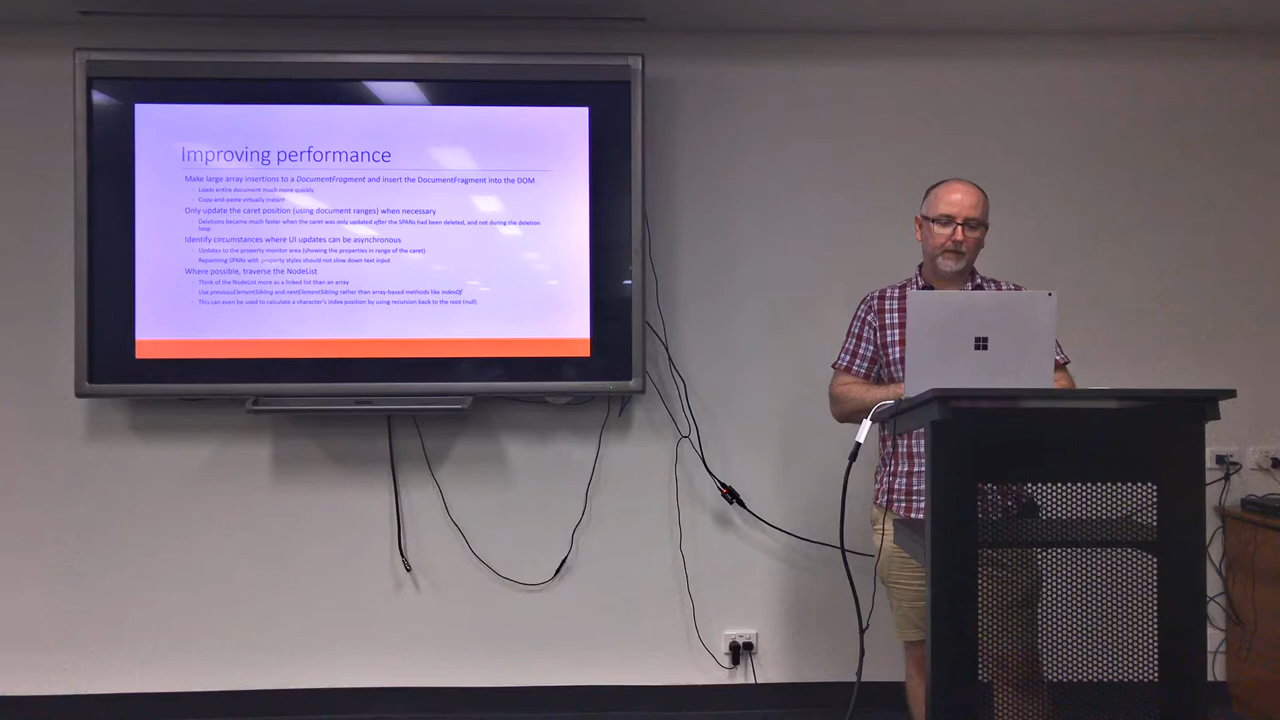 Improving performance
Make large array insertions to a DocumentFragment and insert the DocumentFragment into the DOM
Loads entire document much more quickly
Copy-and-paste virtually instant
Only update the caret position (using document ranges) when necessary
Deletions became much faster when the caret was only updated after the SPANs had been deleted, and not during the deletion
loop
Identify circumstances where UI updates can be asynchronous
Updates to the property monitor area (showing the properties in range of the caret)
Repainting SPANs with property styles should not slow down text input
Where possible, traverse the NodeList
Think of the NodeList more as a linked list than an array
Use previousElementSibling and nextElementSibling rather than array-based methods like indexOf
This can even be used to calculate a character's index position by using recursion back to the root (null)